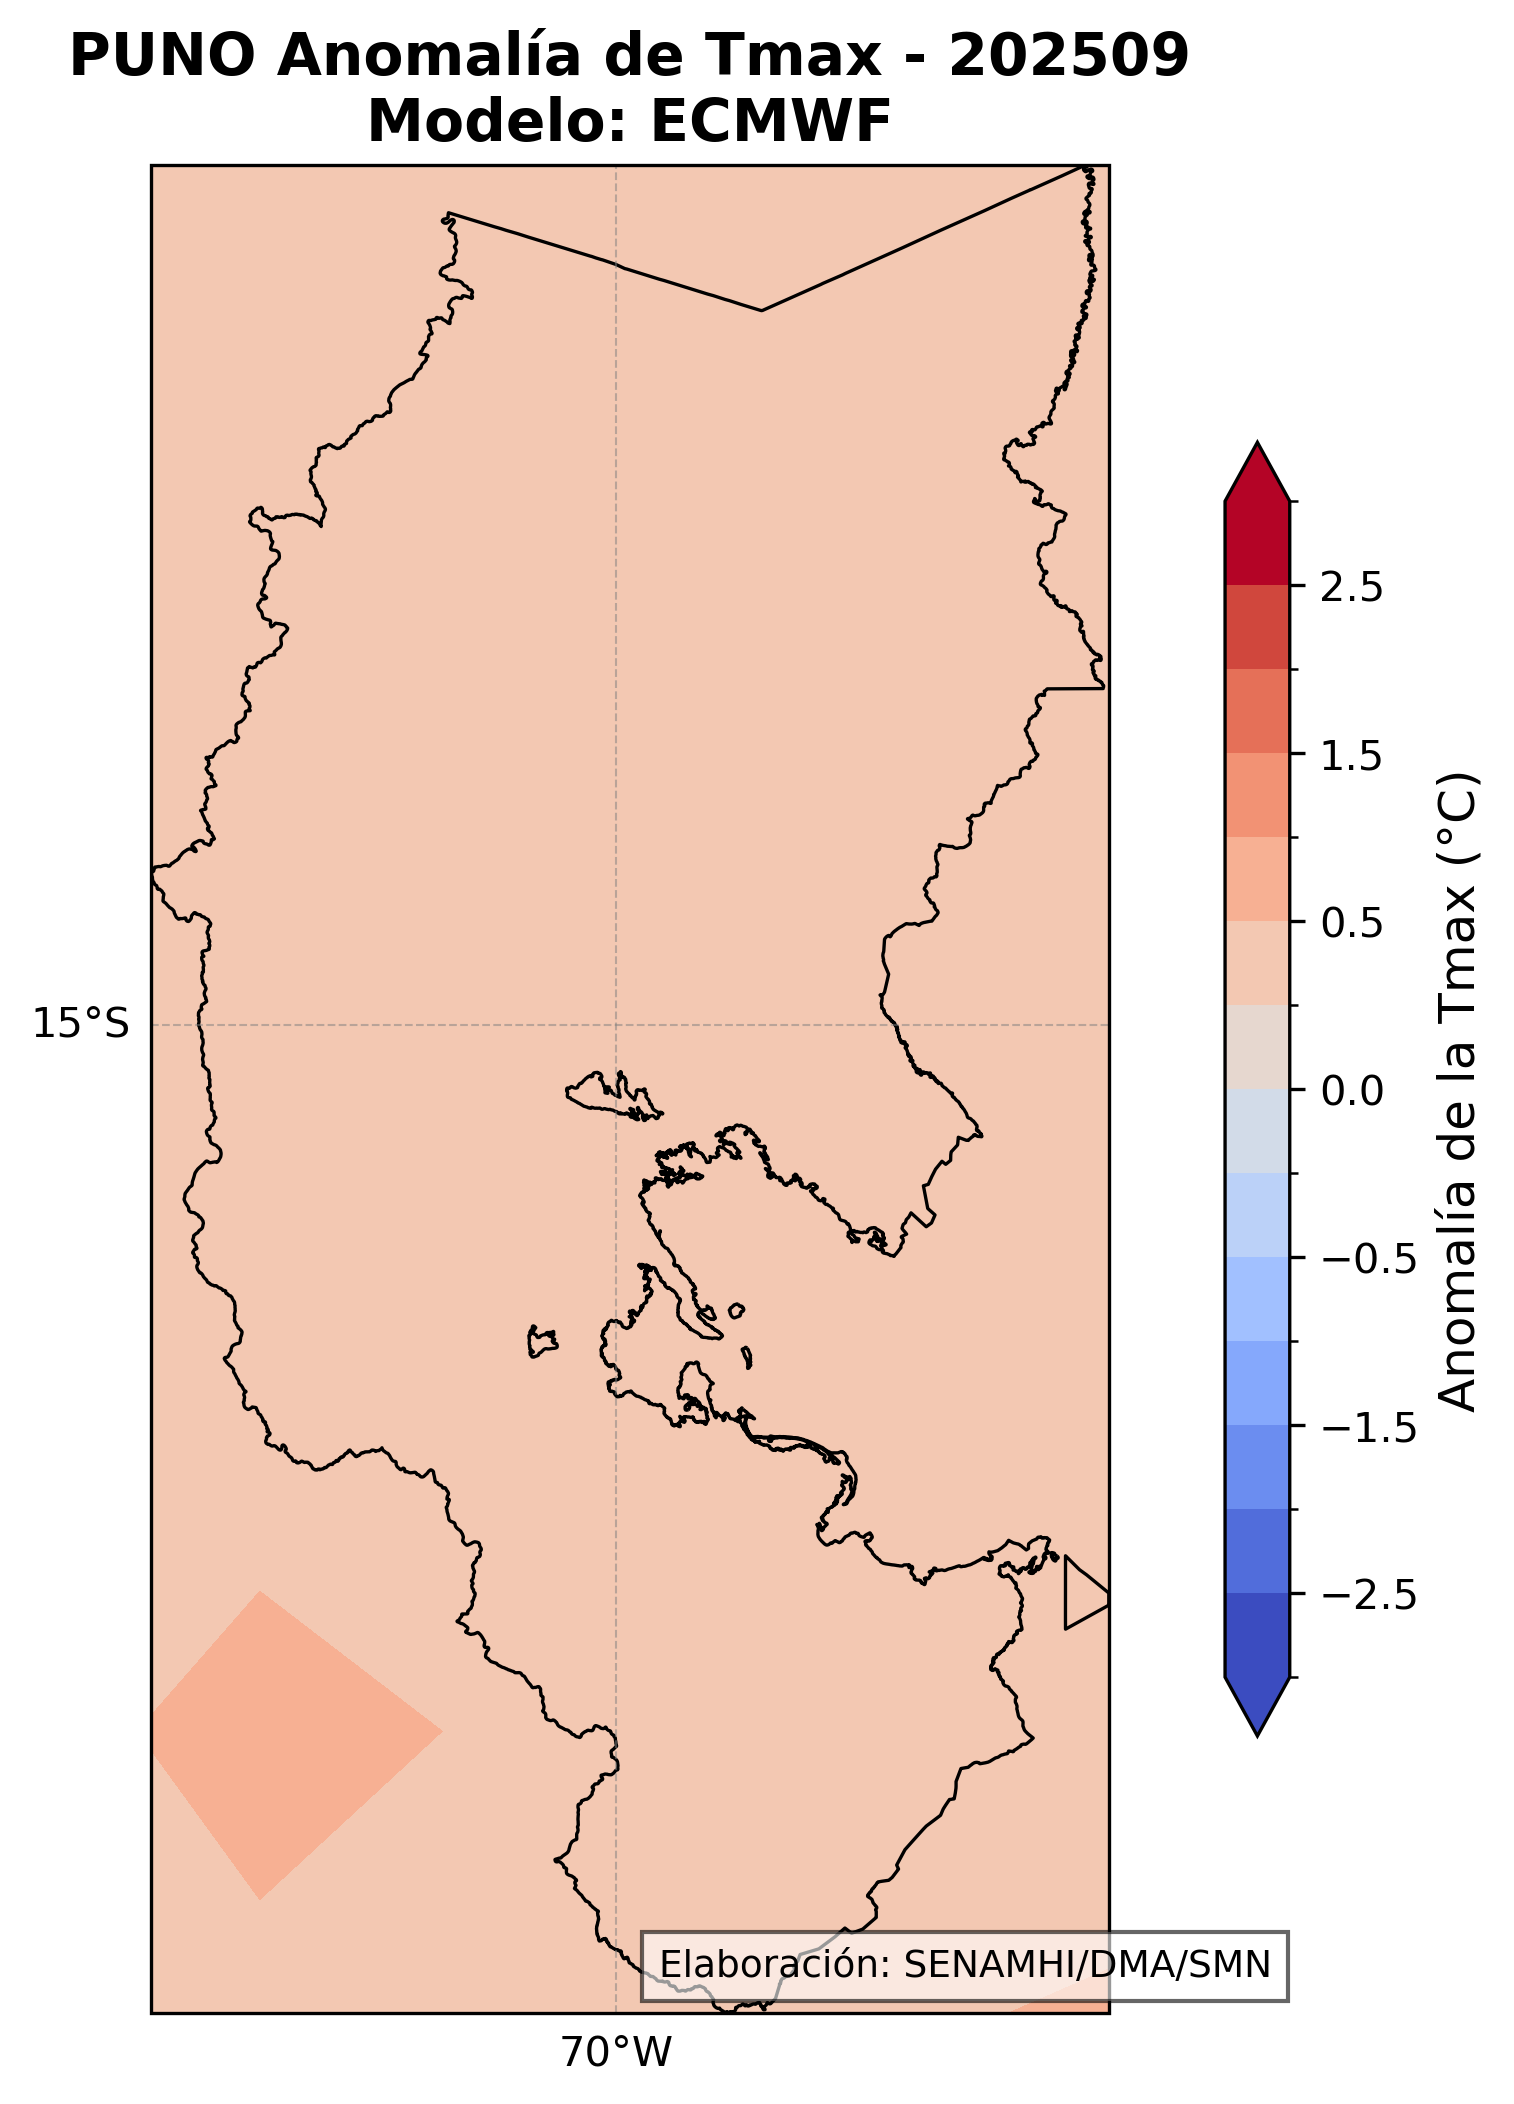 PUNO Anomalía de Tmax - 202509
Modelo: ECMWF
2.5
1.5
0.5
0.0
−0.5
−1.5
−2.5
Anomalía de la Tmax (°C)
15°S
70°W
Elaboración: SENAMHI/DMA/SMN